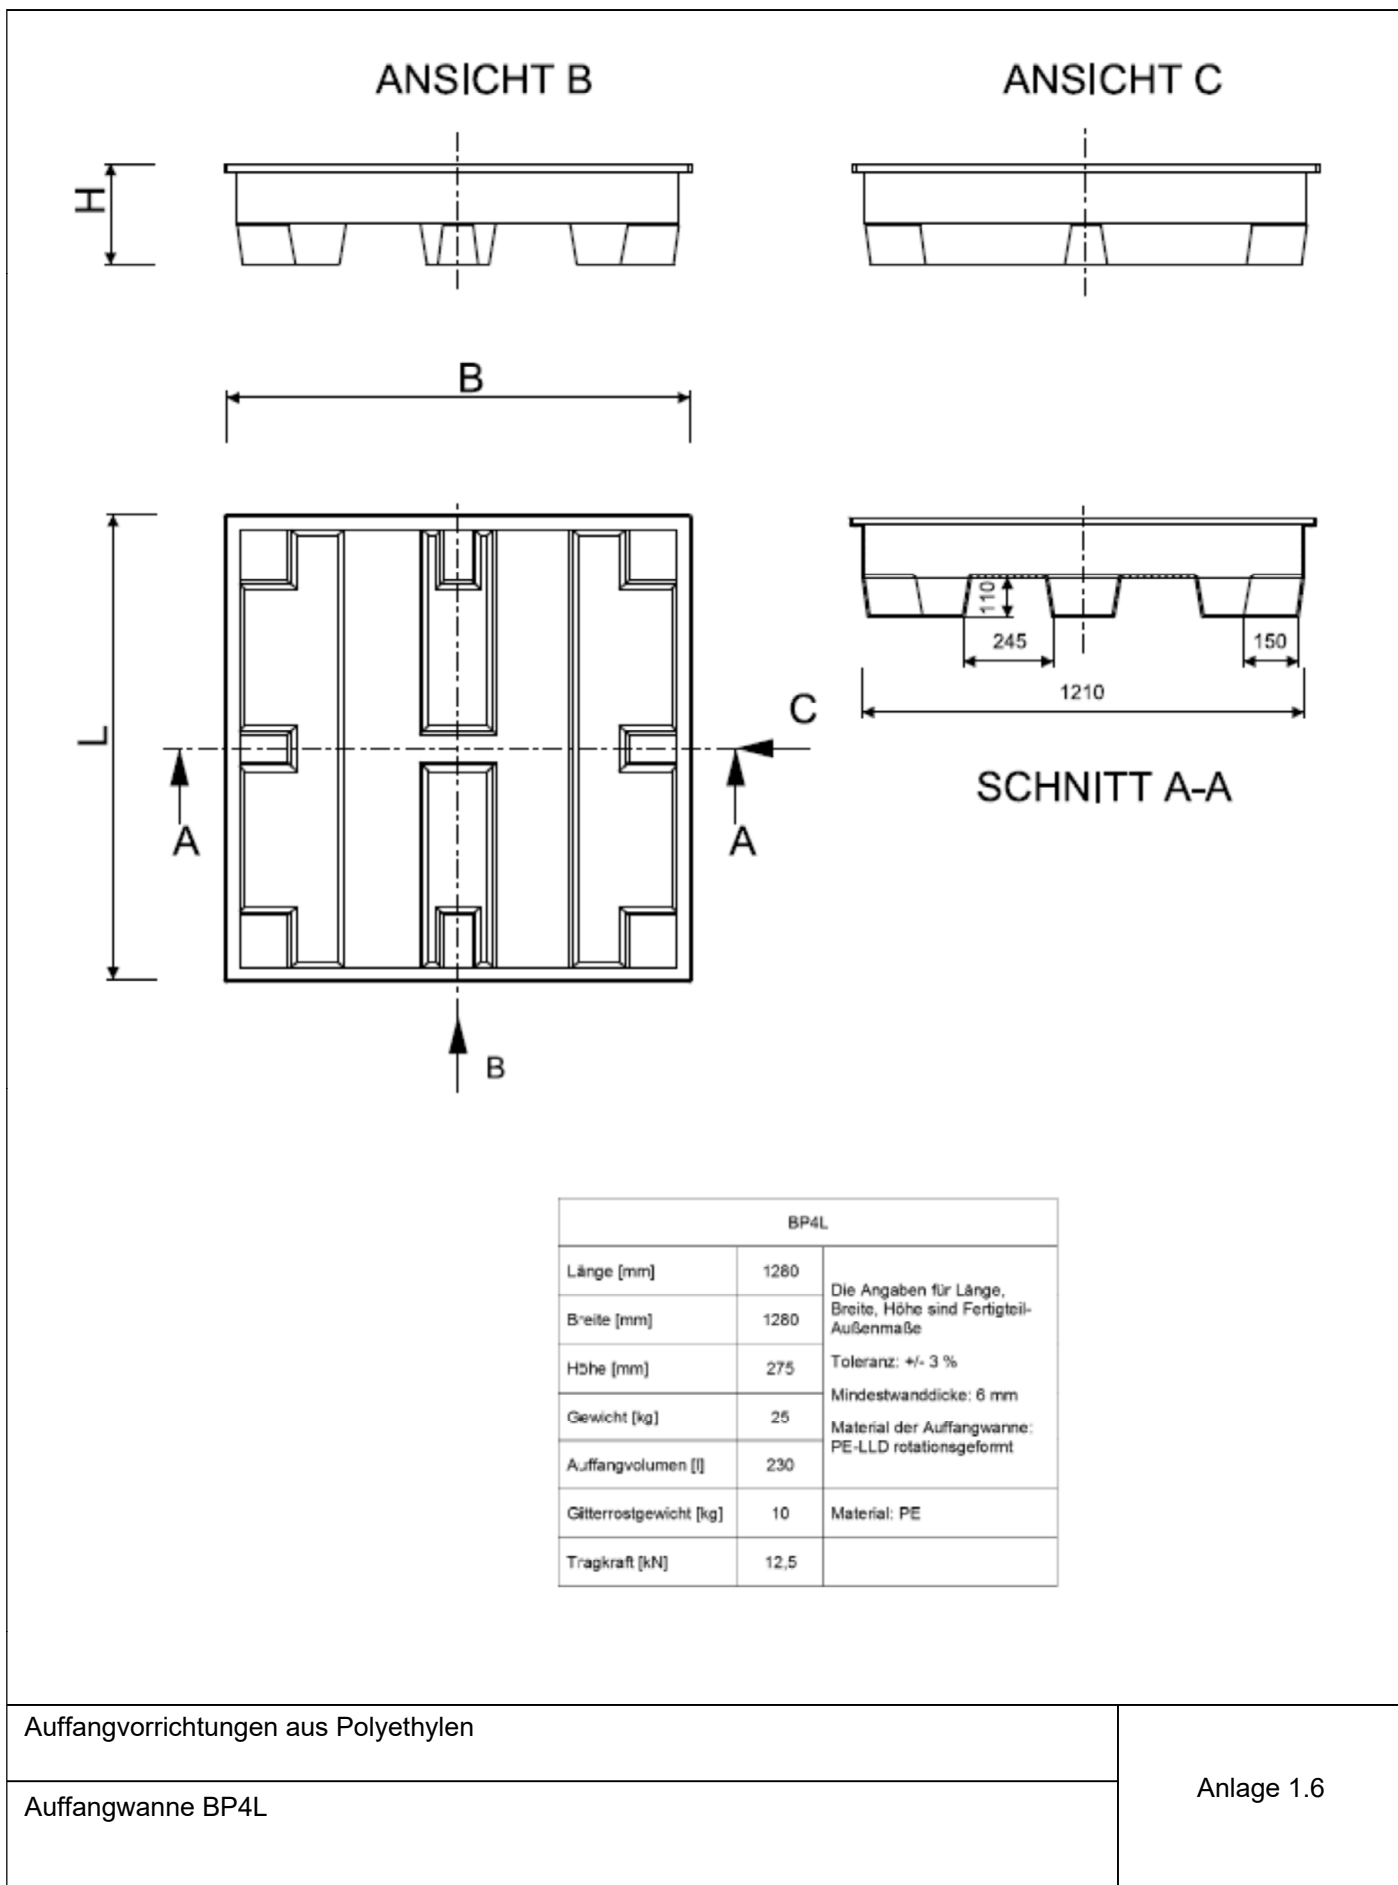 ANSICHT B
ANSICHT C
H
B
L
C
A
A
B
110
245
150
1210
SCHNITT A-A
BP4L
Länge [mm] 1280
Breite [mm] 1280
Höhe [mm] 275
Gewicht [kg] 25
Auffangvolumen [l] 230
Die Angaben für Länge,
Breite, Höhe sind Fertigteil-
Außenmaße
Toleranz: +/- 3 %
Mindestwanddicke: 6 mm
Material der Auffangwanne:
PE-LLD rotationsgeformt
Gitterrostgewicht [kg] 10 Material: PE
Tragkraft [kN] 12,5
Auffangvorrichtungen aus Polyethylen
Auffangwanne BP4L
Anlage 1.6